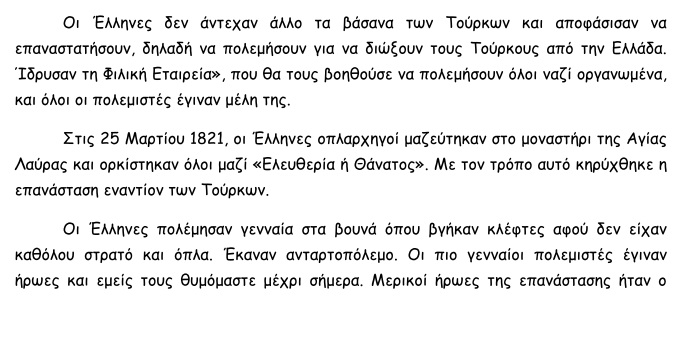 Οι Έλληνες δεν άντεχαν άλλο τα βάσανα των Τούρκων και αποφάσισαν να
επαναστατήσουν, δηλαδή να πολεμήσουν για να διώξουν τους Τούρκους από την Ελλάδα.
Ίδρυσαν τη Φιλική Εταιρεία», που θα τους βοηθούσε να πολεμήσουν όλοι ναζί οργανωμένα,
και όλοι οι πολεμιστές έγιναν μέλη της.
Στις 25 Μαρτίου 1821, οι Έλληνες οπλαρχηγοί μαζεύτηκαν στο μοναστήρι της Αγίας
Λαύρας και ορκίστηκαν όλοι μαζί «Ελευθερία ή Θάνατος». Με τον τρόπο αυτό κηρύχθηκε η
επανάσταση εναντίον των Τούρκων.
Οι Έλληνες πολέμησαν γενναία στα βουνά όπου βγήκαν κλέφτες αφού δεν είχαν
καθόλου στρατό και όπλα. Έκαναν ανταρτοπόλεμο. Οι πιο γενναίοι πολεμιστές έγιναν
ήρωες και εμείς τους θυμόμαστε μέχρι σήμερα. Μερικοί ήρωες της επανάστασης ήταν ο